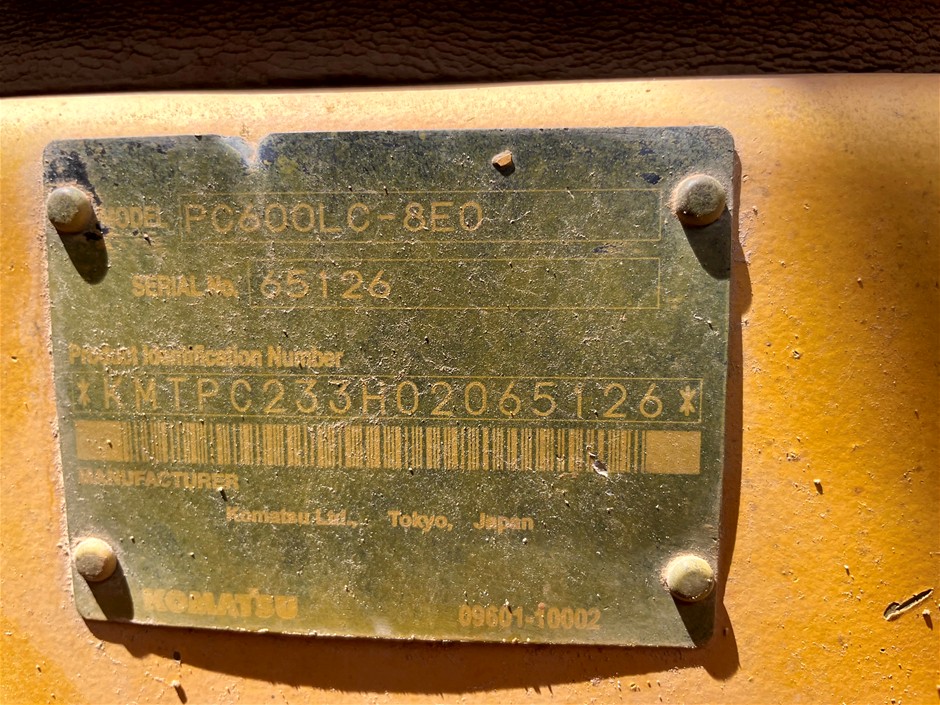 MODEL PC600LC-8E0
SERIAL No. 65126
Product Identification Number
*KMTPC233H02065126*
MANUFACTURER
Komatsu Ltd., Tokyo, Japan
KOMATSU 09601-10002